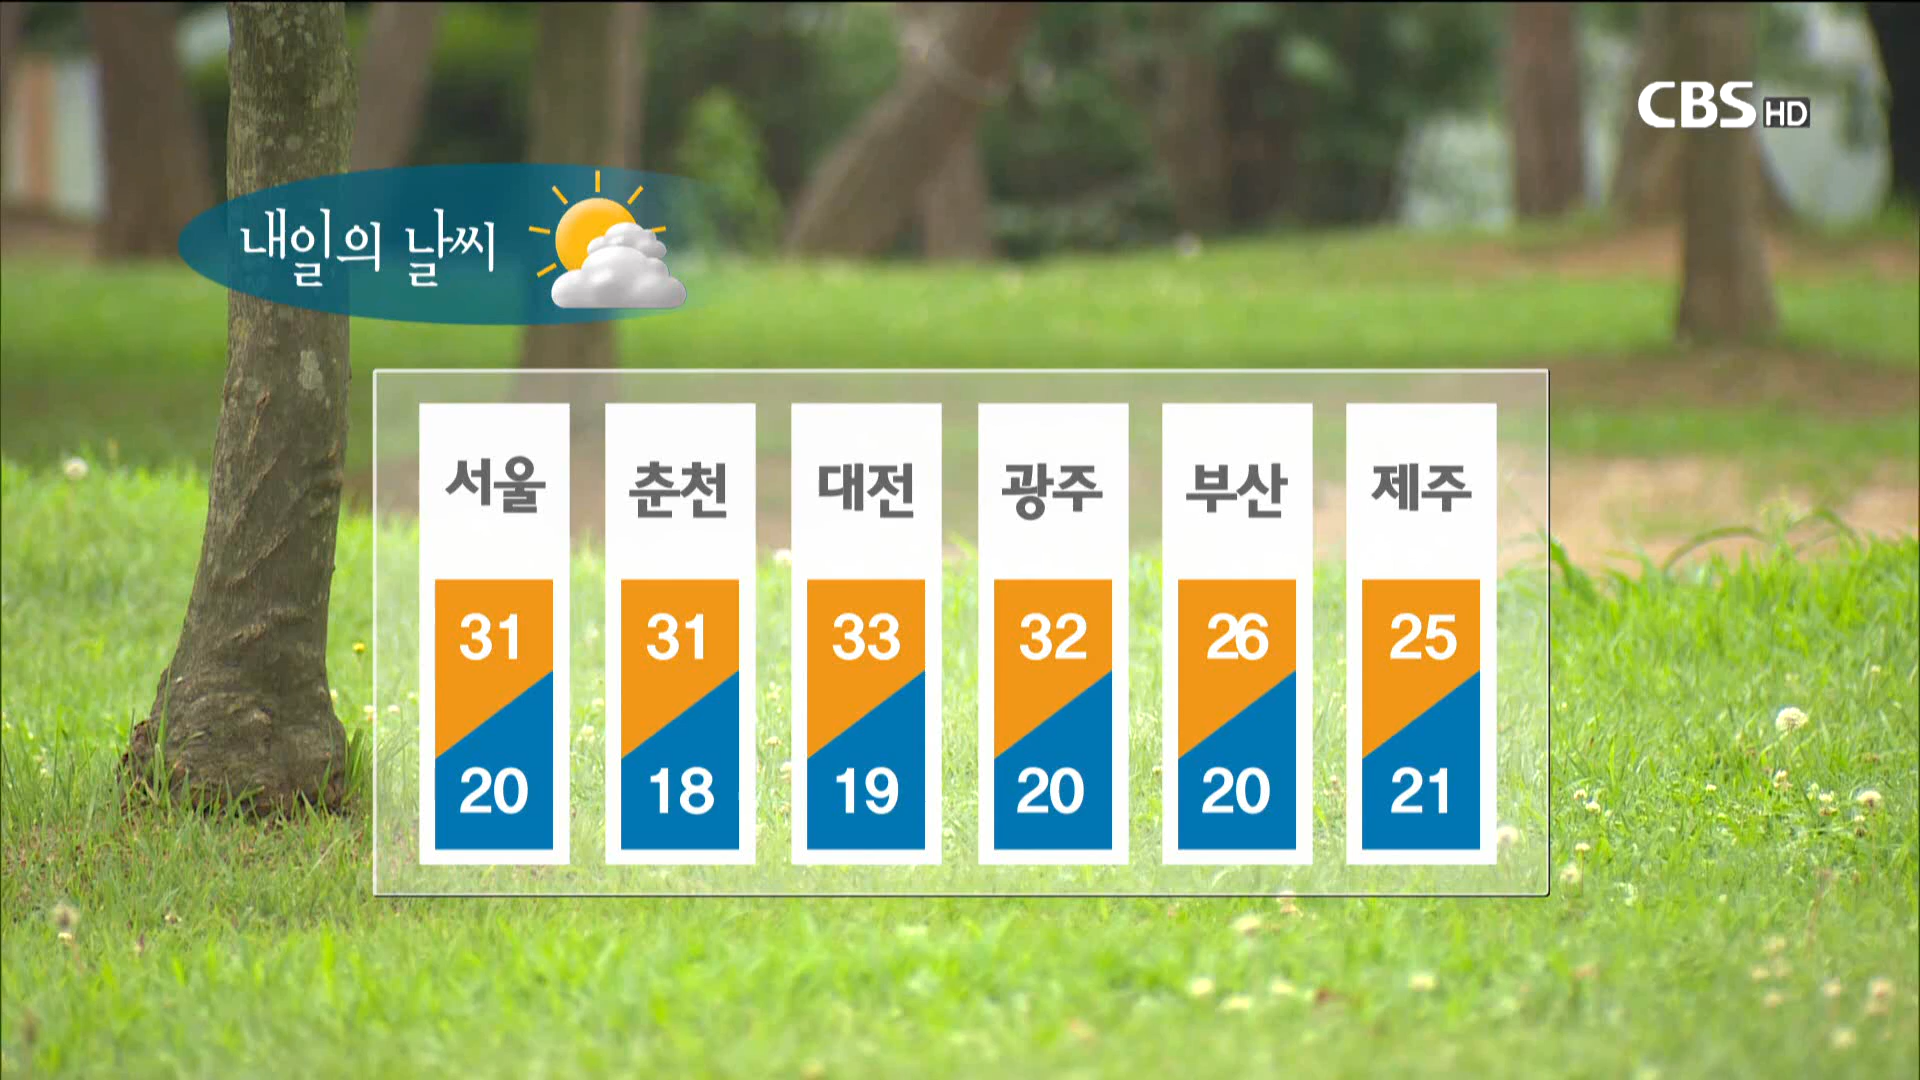 CBS HD
내일의 날씨
서울 춘천 대전 광주 부산 제주
31 31 33 32 26 25
20 18 19 20 20 21